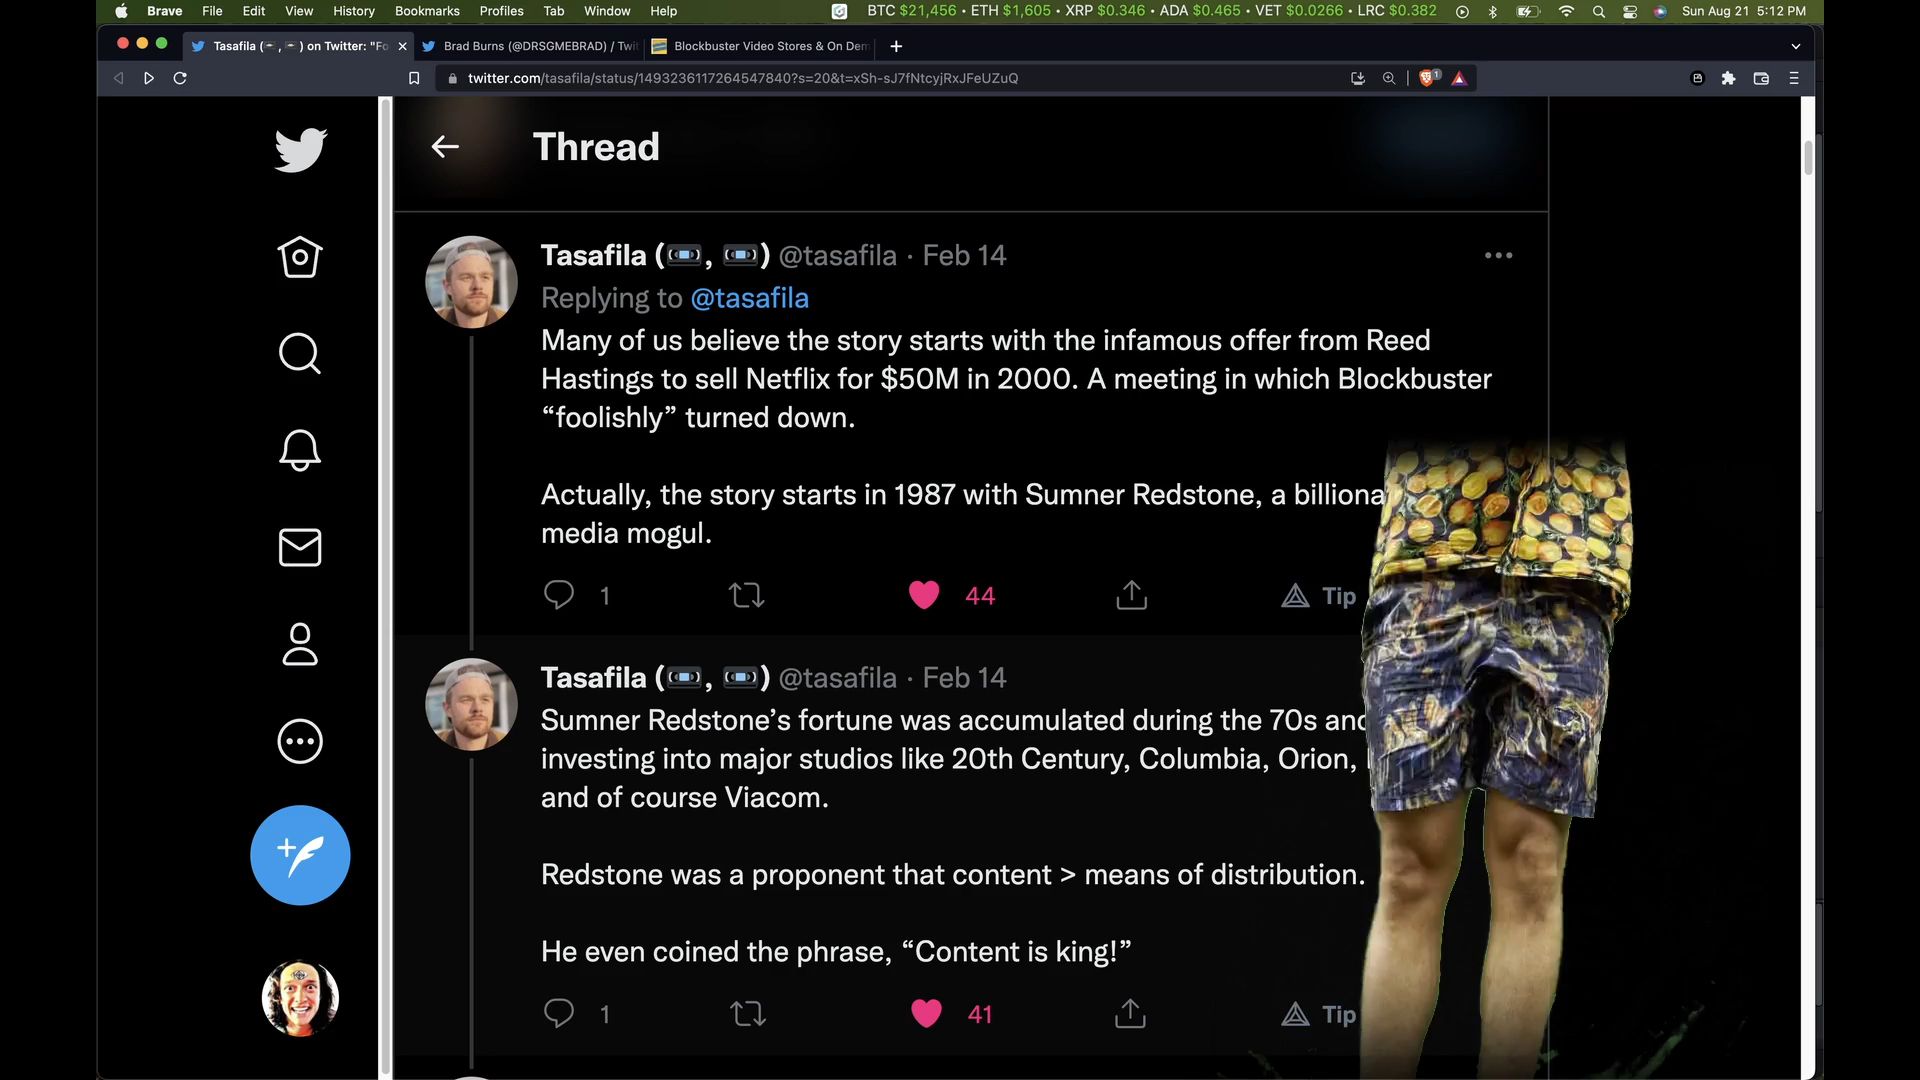 Brave File Edit View History Bookmarks Profiles Tab Window Help BTC $21,456 • ETH $1,605 • XRP $0.346 • ADA $0.465 • VET $0.0266 • LRC $0.382 Sun Aug 21 5:12 PM
Tasafila on Twitter: "Fo Brad Burns (@DRSGMEBRAD) / Twi Blockbuster Video Stores & On Dem
twitter.com/tasafila/status/1493236117264547840?s=20&t=xSh-sJ7fNtcyjRxJFeUZuQ 1
Thread
Tasafila (📼, 📼) @tasafila · Feb 14
Replying to @tasafila
Many of us believe the story starts with the infamous offer from Reed
Hastings to sell Netflix for $50M in 2000. A meeting in which Blockbuster
“foolishly” turned down.
Actually, the story starts in 1987 with Sumner Redstone, a billiona
media mogul.
1 44 Tip
Tasafila (📼, 📼) @tasafila · Feb 14
Sumner Redstone’s fortune was accumulated during the 70s and
investing into major studios like 20th Century, Columbia, Orion,
and of course Viacom.
Redstone was a proponent that content > means of distribution.
He even coined the phrase, “Content is king!”
1 41 Tip